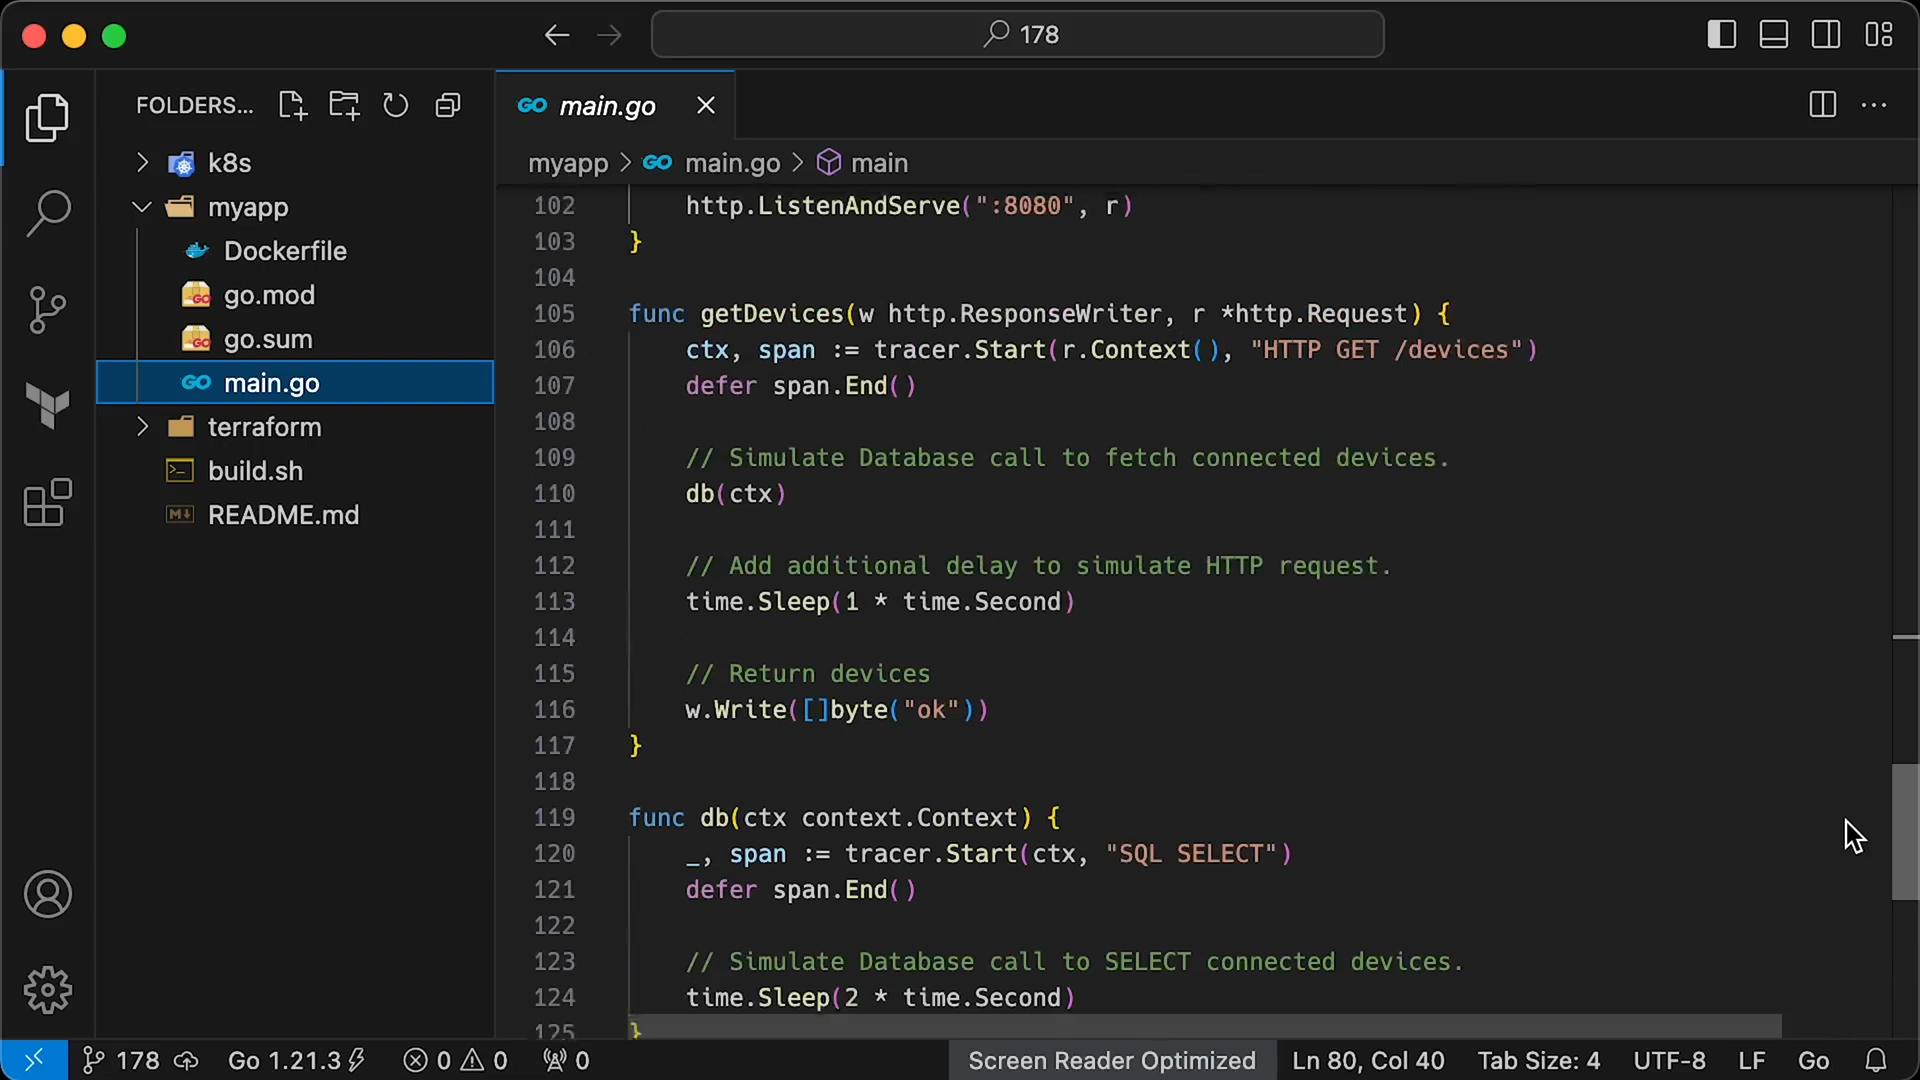 178
FOLDERS...
main.go
myapp > main.go > main
k8s
myapp
Dockerfile
go.mod
go.sum
main.go
terraform
build.sh
README.md
102 http.ListenAndServe(":8080", r)
103 }
104
105 func getDevices(w http.ResponseWriter, r *http.Request) {
106 ctx, span := tracer.Start(r.Context(), "HTTP GET /devices")
107 defer span.End()
108
109 // Simulate Database call to fetch connected devices.
110 db(ctx)
111
112 // Add additional delay to simulate HTTP request.
113 time.Sleep(1 * time.Second)
114
115 // Return devices
116 w.Write([]byte("ok"))
117 }
118
119 func db(ctx context.Context) {
120 _, span := tracer.Start(ctx, "SQL SELECT")
121 defer span.End()
122
123 // Simulate Database call to SELECT connected devices.
124 time.Sleep(2 * time.Second)
125 }
178 Go 1.21.3 0 0 0 Screen Reader Optimized Ln 80, Col 40 Tab Size: 4 UTF-8 LF Go